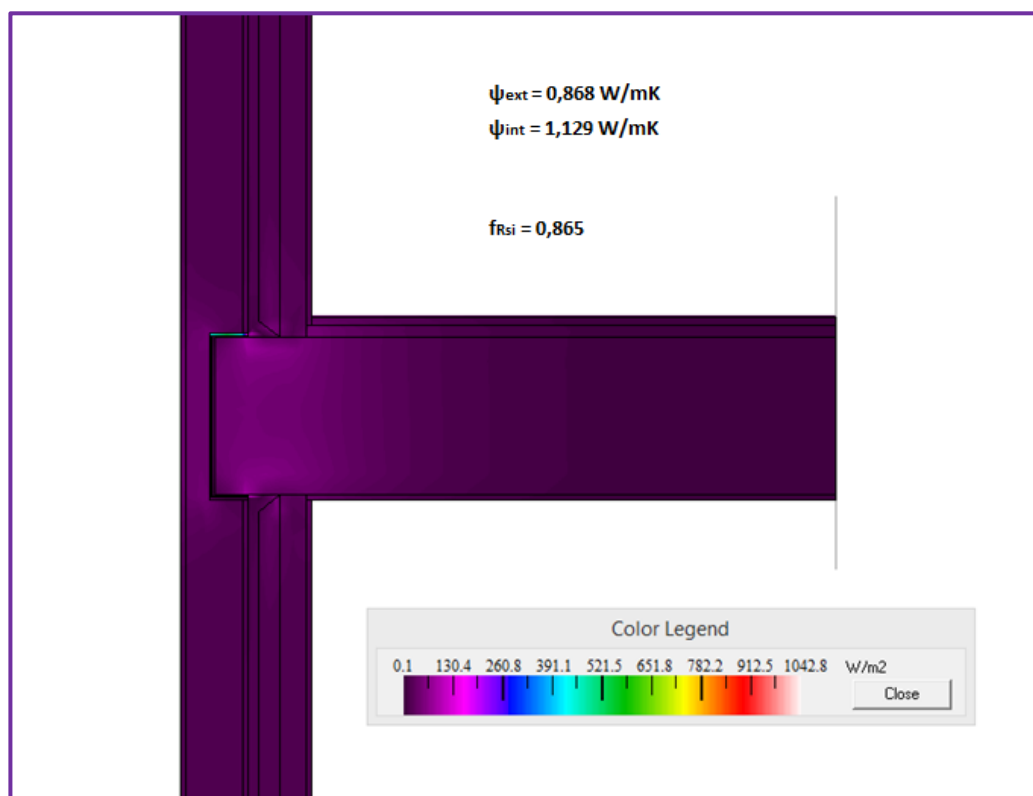 ψext = 0,868 W/mK
ψint = 1,129 W/mK
fRsi = 0,865
Color Legend
0.1 130.4 260.8 391.1 521.5 651.8 782.2 912.5 1042.8 W/m2
Close